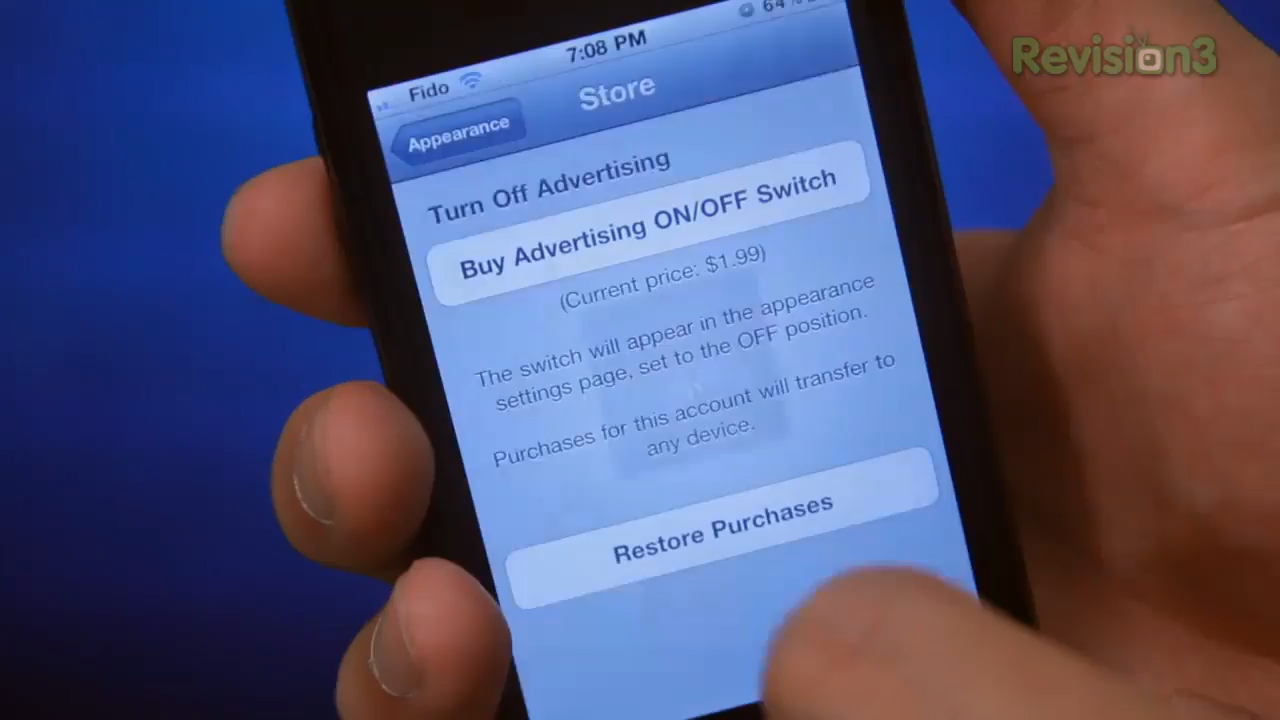 Revision3
64%
7:08 PM
Fido
Store
Appearance
Turn Off Advertising
Buy Advertising ON/OFF Switch
(Current price: $1.99)
The switch will appear in the appearance
settings page, set to the OFF position.
Purchases for this account will transfer to
any device.
Restore Purchases